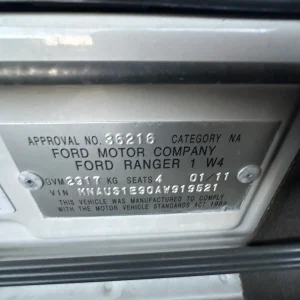 APPROVAL NO. 36216 CATEGORY NA
FORD MOTOR COMPANY
FORD RANGER 1 W4
GVM 2917 KG SEATS 4 01 11
VIN MNAUS1E90AW919521
THIS VEHICLE WAS MANUFACTURED TO COMPLY
WITH THE MOTOR VEHICLE STANDARDS ACT 1989